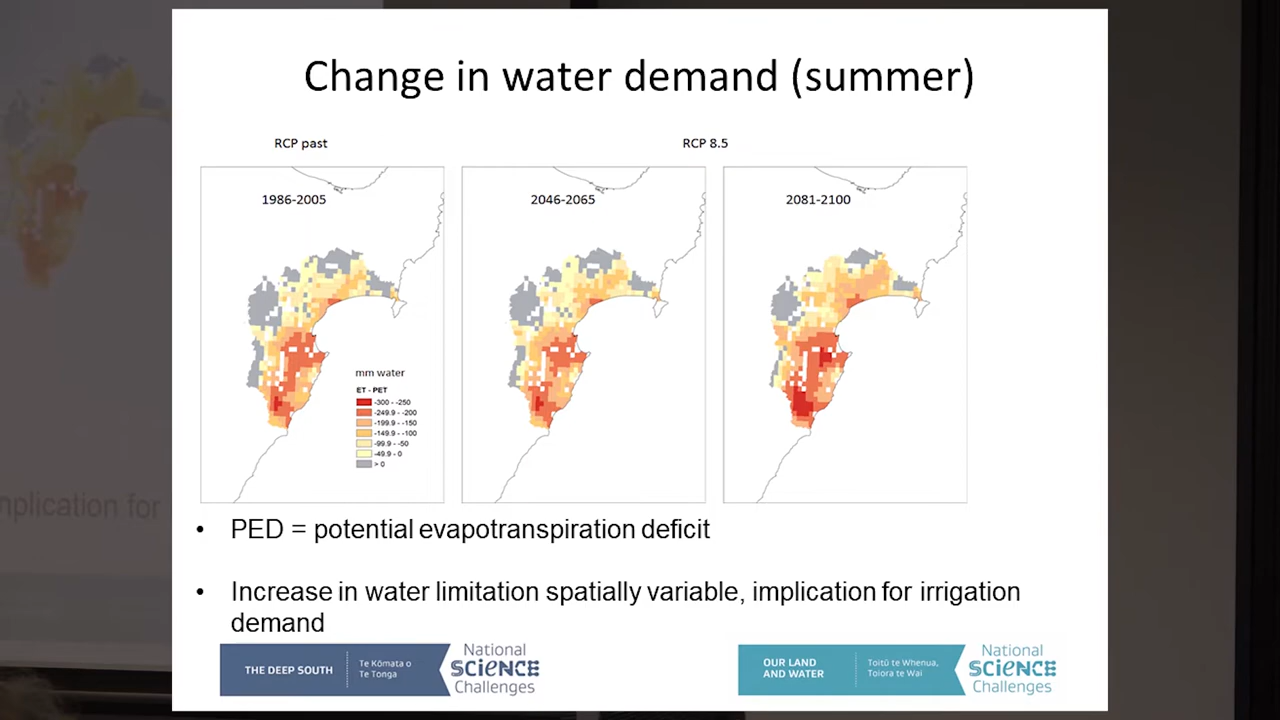 Change in water demand (summer)
RCP past
RCP 8.5
1986-2005
2046-2065
2081-2100
mm water
ET - PET
-300 - -250
-249.9 - -200
-199.9 - -150
-149.9 - -100
-99.9 - -50
-49.9 - 0
> 0
• PED = potential evapotranspiration deficit
• Increase in water limitation spatially variable, implication for irrigation
demand
THE DEEP SOUTH
Te Kōmata o
Te Tonga
National
SCIENCE
Challenges
OUR LAND
AND WATER
Toitū te Whenua,
Toiora te Wai
National
SCIENCE
Challenges
mplication for